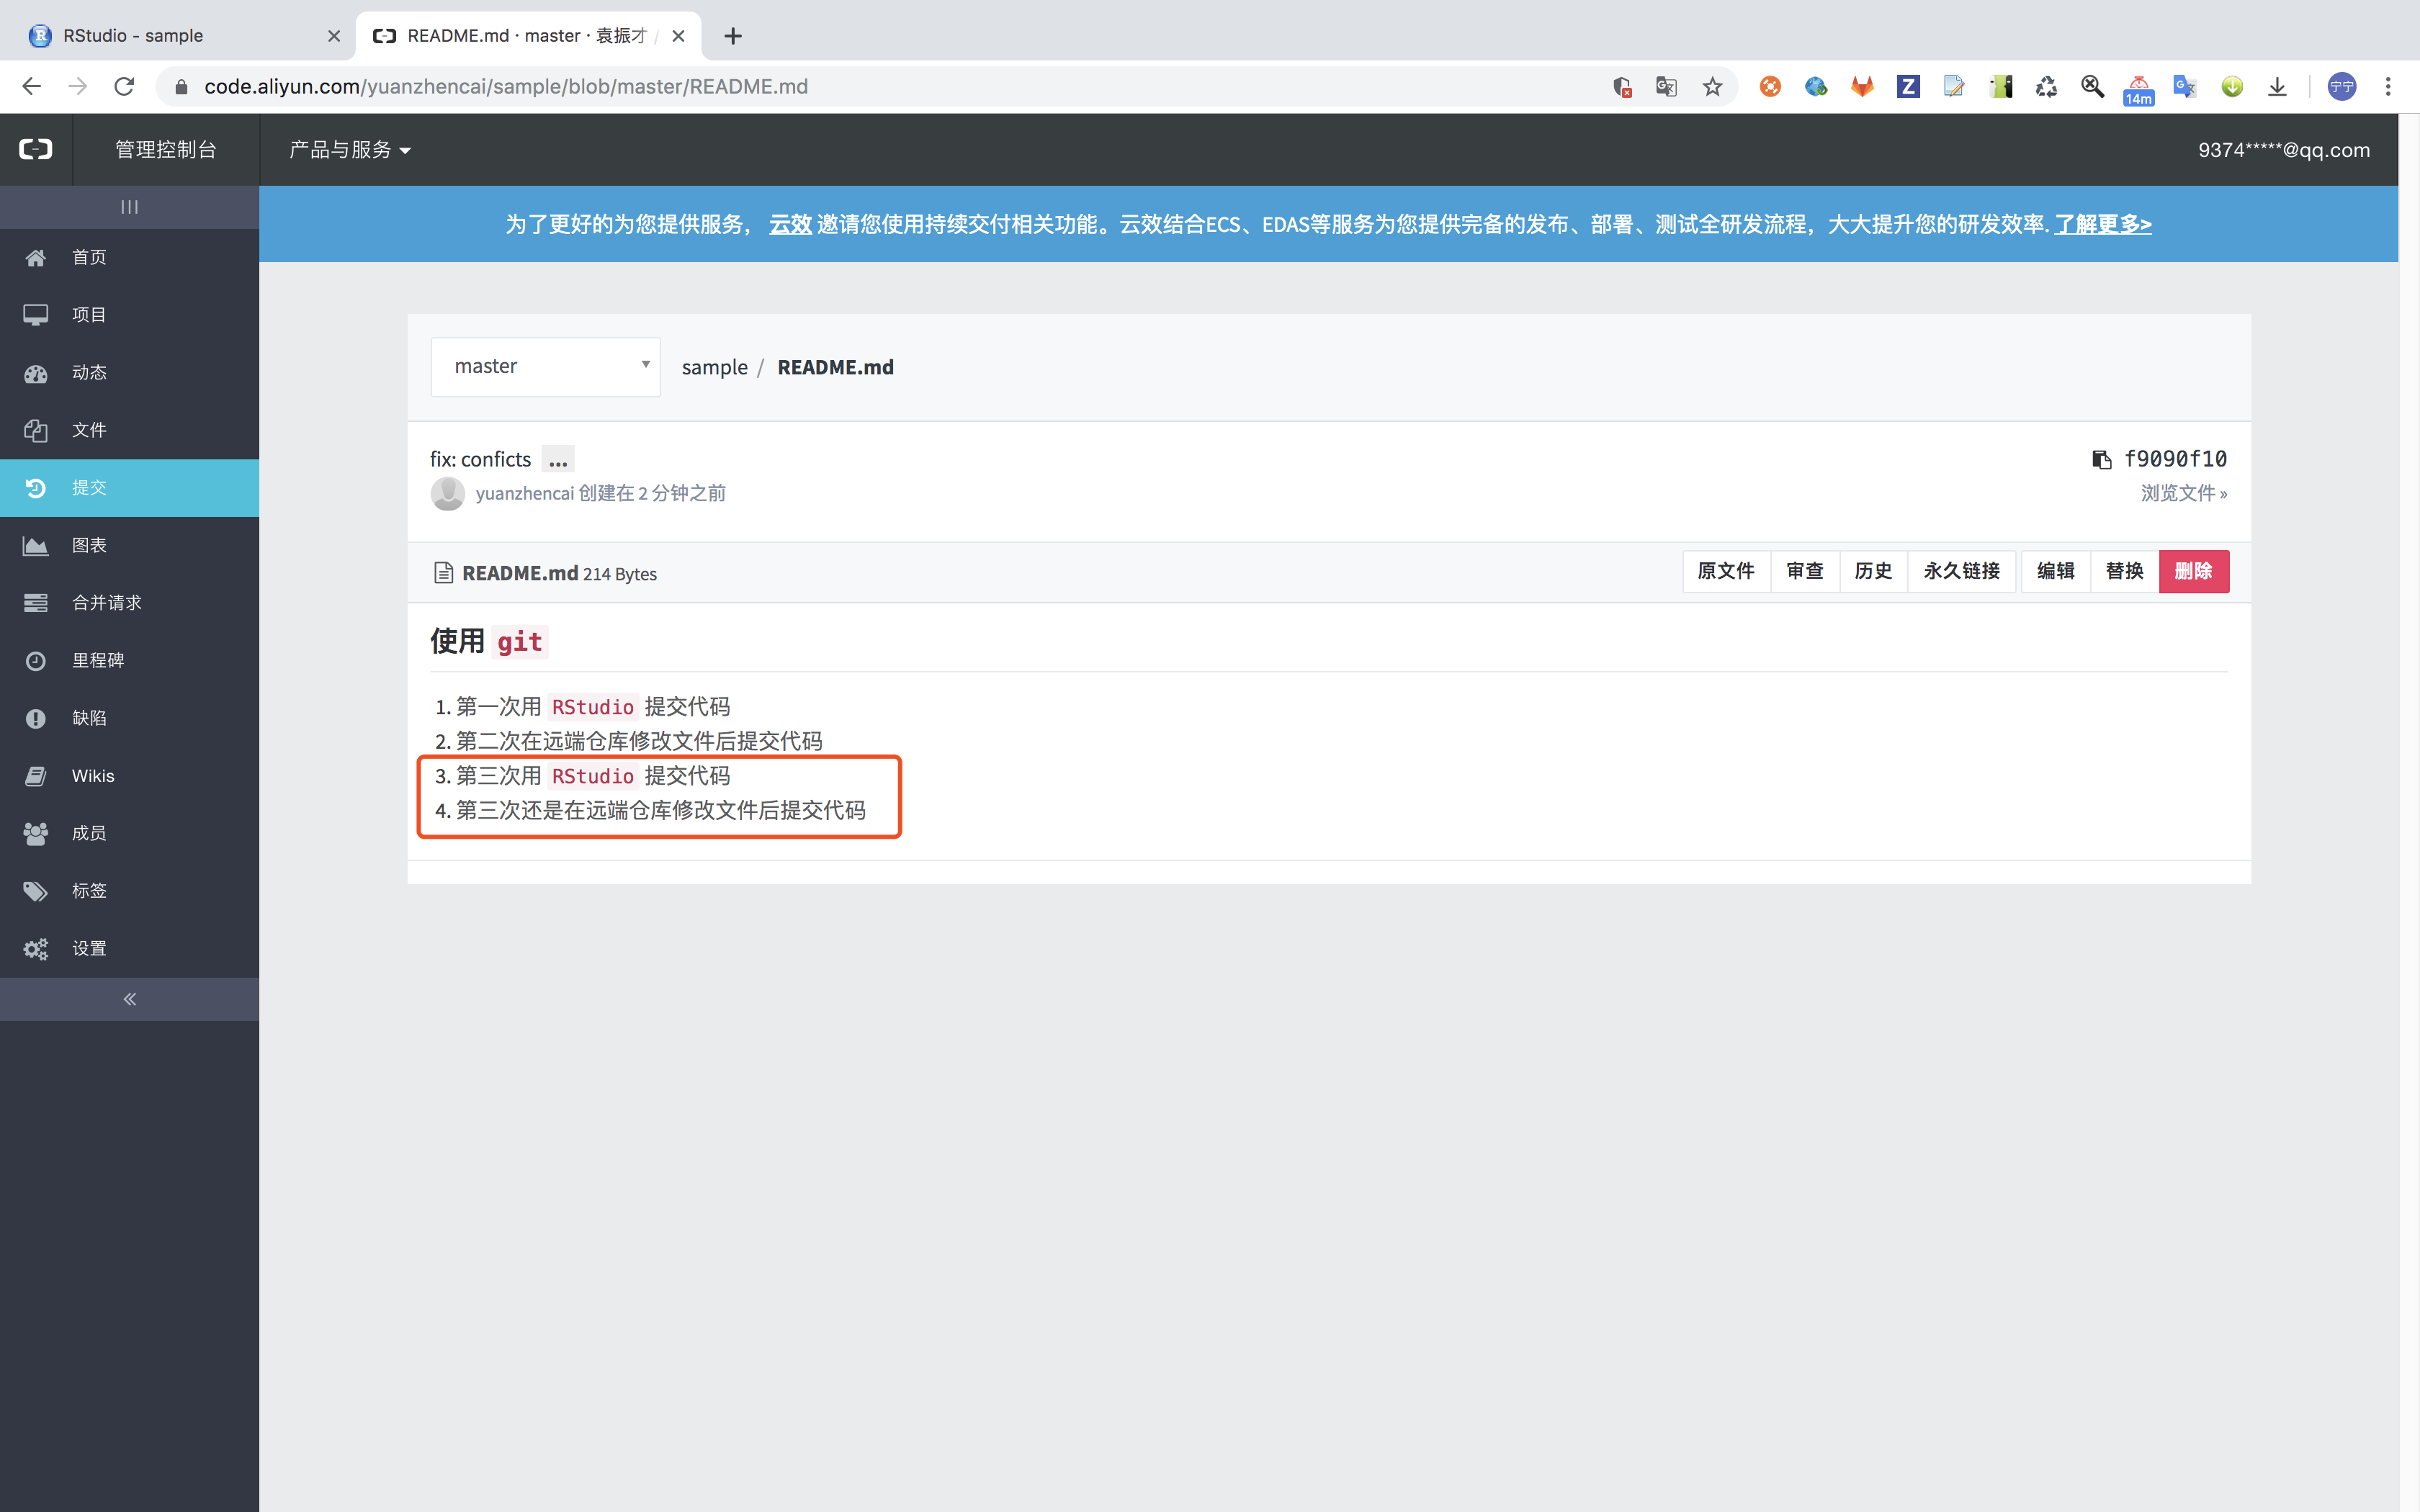 RStudio - sample
README.md · master · 袁振才 /
code.aliyun.com/yuanzhencai/sample/blob/master/README.md
14m
宁宁
管理控制台
产品与服务
9374*****@qq.com
为了更好的为您提供服务， 云效 邀请您使用持续交付相关功能。云效结合ECS、EDAS等服务为您提供完备的发布、部署、测试全研发流程，大大提升您的研发效率. 了解更多>
首页
项目
动态
文件
提交
图表
合并请求
里程碑
缺陷
Wikis
成员
标签
设置
master
sample / README.md
fix: conficts ...
f9090f10
yuanzhencai 创建在 2 分钟之前
浏览文件 »
README.md 214 Bytes
原文件 审查 历史 永久链接 编辑 替换 删除
使用 git
1. 第一次用 RStudio 提交代码
2. 第二次在远端仓库修改文件后提交代码
3. 第三次用 RStudio 提交代码
4. 第三次还是在远端仓库修改文件后提交代码